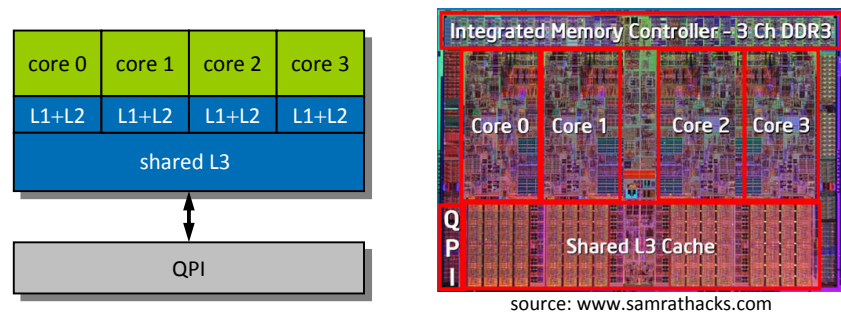 core 0 core 1 core 2 core 3
L1+L2 L1+L2 L1+L2 L1+L2
shared L3
QPI
Integrated Memory Controller - 3 Ch DDR3
Core 0 Core 1 Core 2 Core 3
Q
P
I
Shared L3 Cache
source: www.samrathacks.com